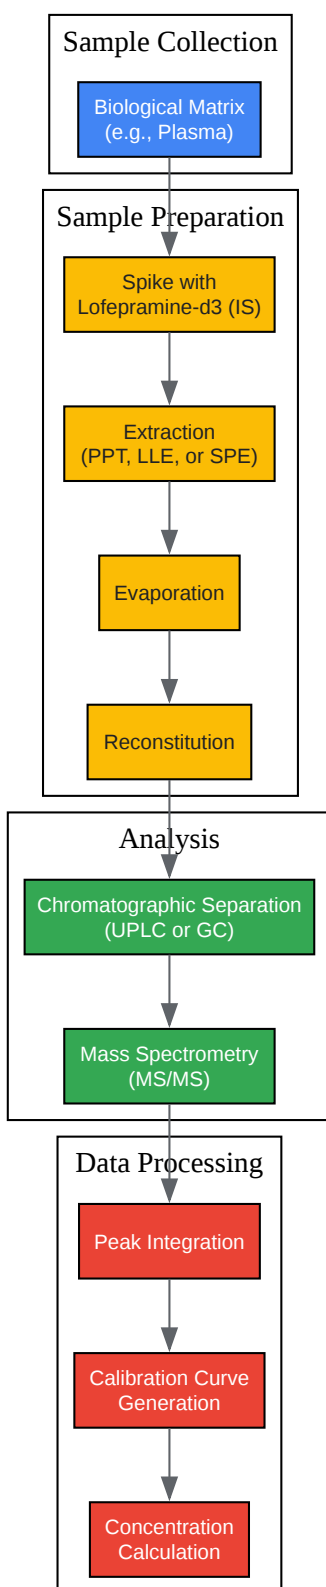 Sample Collection
Biological Matrix
(e.g., Plasma)
Sample Preparation
Spike with
Lofepramine-d3 (IS)
Extraction
(PPT, LLE, or SPE)
Evaporation
Reconstitution
Analysis
Chromatographic Separation
(UPLC or GC)
Mass Spectrometry
(MS/MS)
Data Processing
Peak Integration
Calibration Curve
Generation
Concentration
Calculation